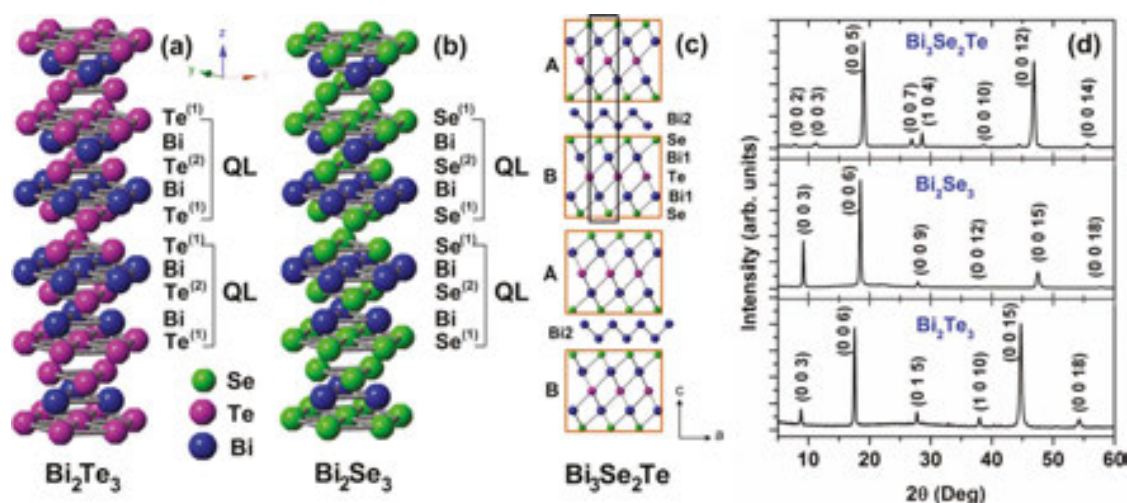 (a)
z
y
x
Te(1)
Bi
Te(2)
Bi
Te(1)
QL
Te(1)
Bi
Te(2)
Bi
Te(1)
QL
Se
Te
Bi
Bi2Te3
(b)
Se(1)
Bi
Se(2)
Bi
Se(1)
QL
Se(1)
Bi
Se(2)
Bi
Se(1)
QL
Bi2Se3
(c)
A
Bi2
B
Se
Bi1
Te
Bi1
Se
A
Bi2
B
C
B
Bi3Se2Te
(d)
Intensity (arb. units)
Bi3Se2Te
(0 0 2)
(0 0 3)
(0 0 5)
(0 0 7)
(1 0 4)
(0 0 10)
(0 0 12)
(0 0 14)
Bi2Se3
(0 0 3)
(0 0 6)
(0 0 9)
(0 0 12)
(0 0 15)
(0 0 18)
Bi2Te3
(0 0 3)
(0 0 6)
(0 1 5)
(1 0 10)
(0 0 15)
(0 0 18)
10 20 30 40 50 60
2θ (Deg)